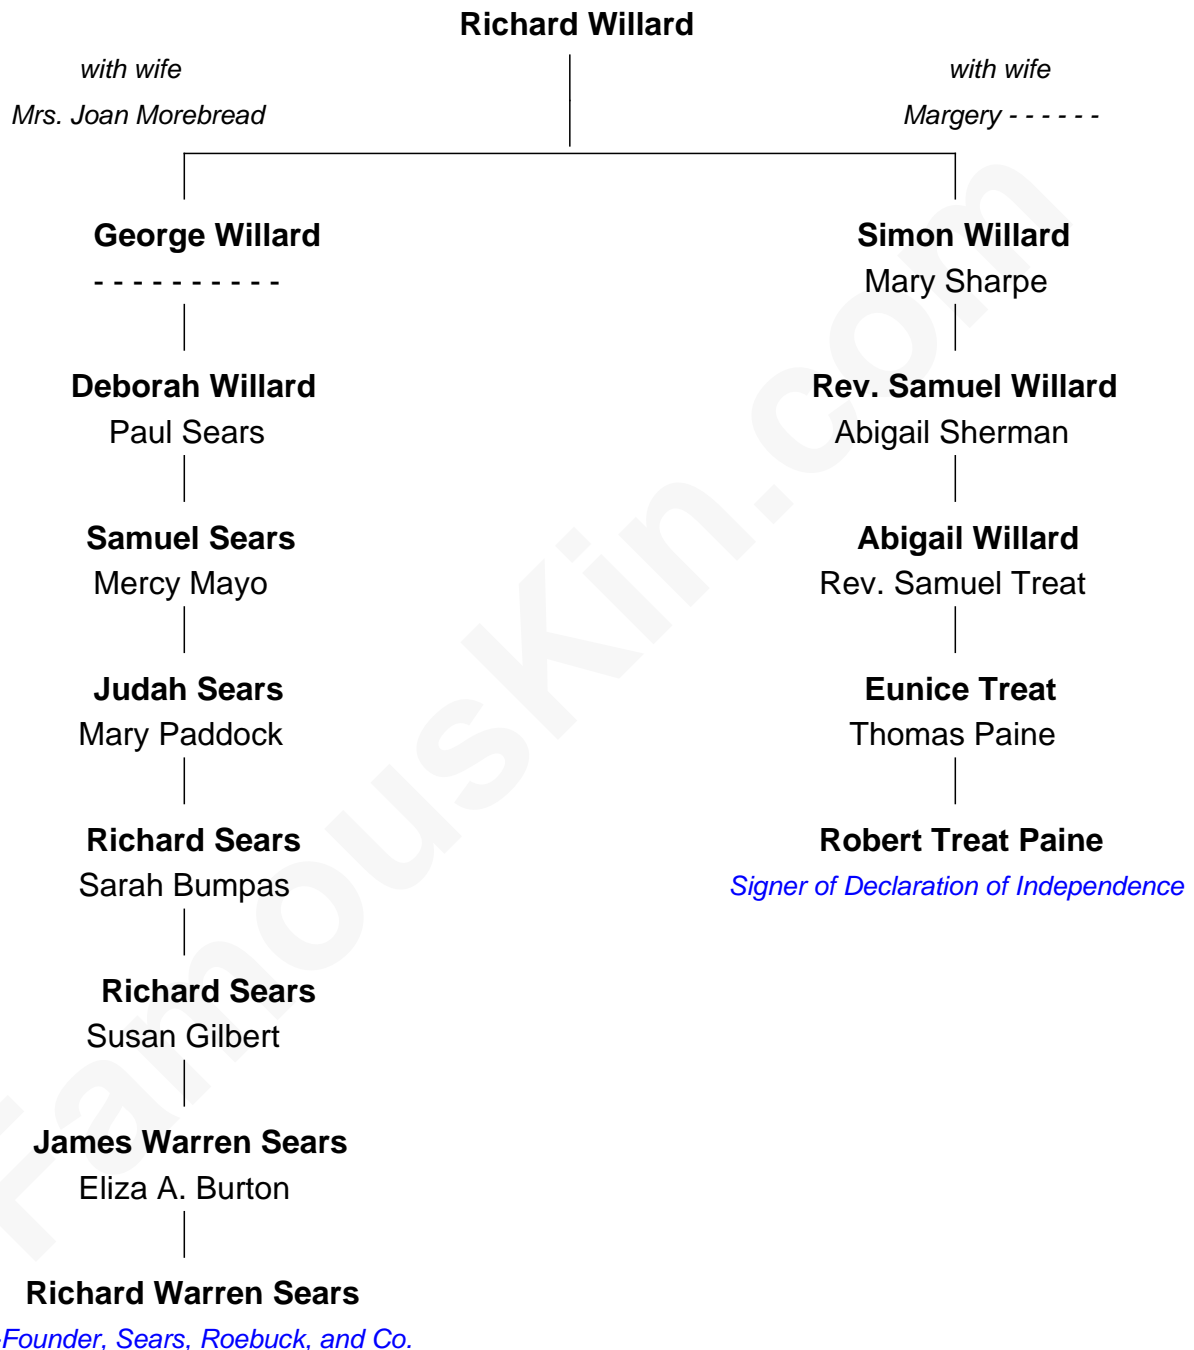 Richard Willard
with wife
Mrs. Joan Morebread
with wife
Margery - - - - - -
George Willard
- - - - - - - - - -
Simon Willard
Mary Sharpe
Deborah Willard
Paul Sears
Rev. Samuel Willard
Abigail Sherman
Samuel Sears
Mercy Mayo
Abigail Willard
Rev. Samuel Treat
Judah Sears
Mary Paddock
Eunice Treat
Thomas Paine
Richard Sears
Sarah Bumpas
Robert Treat Paine
Signer of Declaration of Independence
Richard Sears
Susan Gilbert
James Warren Sears
Eliza A. Burton
Richard Warren Sears
-Founder, Sears, Roebuck, and Co.
FamousKin.com